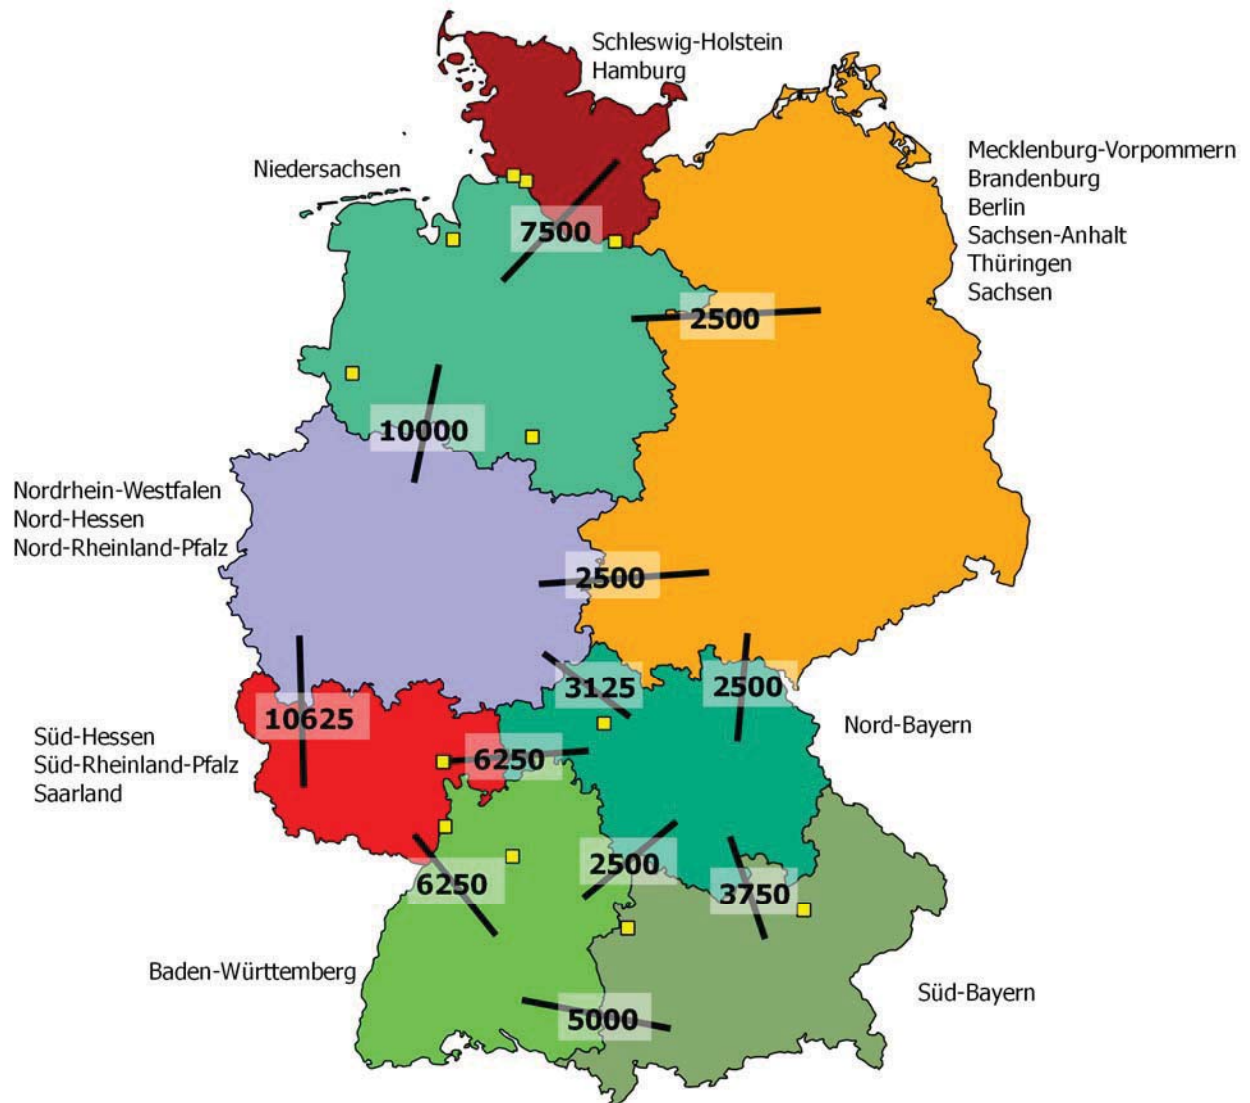 Schleswig-Holstein
Hamburg
Niedersachsen
Mecklenburg-Vorpommern
Brandenburg
Berlin
Sachsen-Anhalt
Thüringen
Sachsen
7500
2500
10000
Nordrhein-Westfalen
Nord-Hessen
Nord-Rheinland-Pfalz
2500
3125
2500
10625
Nord-Bayern
Süd-Hessen
Süd-Rheinland-Pfalz
Saarland
6250
2500
6250
3750
Baden-Württemberg
Süd-Bayern
5000